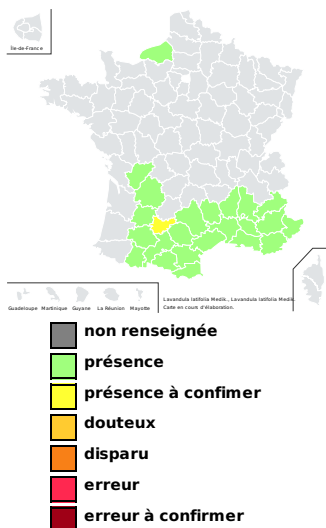 Île-de-France
Guadeloupe Martinique Guyane La Réunion Mayotte
Lavandula latifolia Medik., Lavandula latifolia Medik.
Carte en cours d'élaboration.
non renseignée
présence
présence à confimer
douteux
disparu
erreur
erreur à confirmer